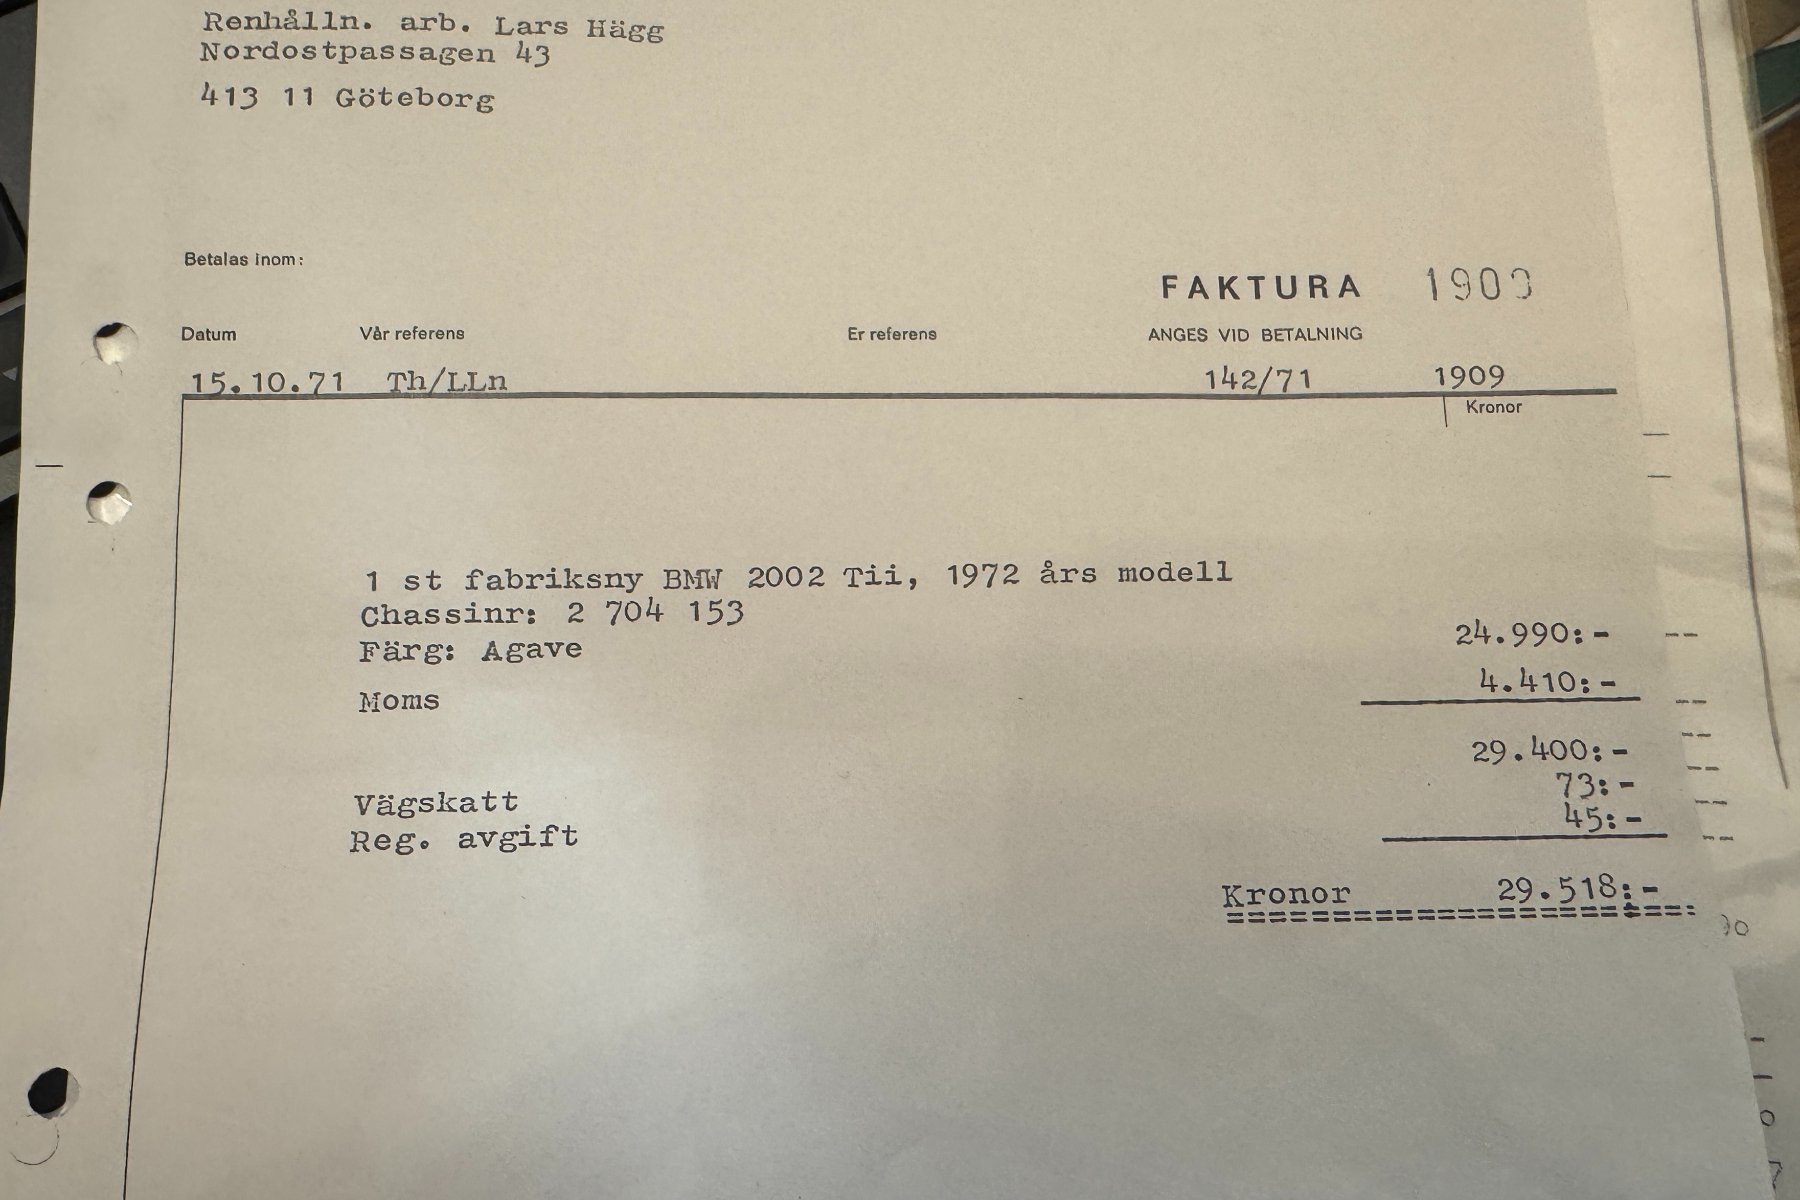 Renhålln. arb. Lars Hägg
Nordostpassagen 43
413 11 Göteborg
Betalas inom:
FAKTURA 1909
Datum Vår referens Er referens ANGES VID BETALNING
15.10.71 Th/LLn 142/71 1909
Kronor
1 st fabriksny BMW 2002 Tii, 1972 års modell
Chassinr: 2 704 153
24.990:-
Färg: Agave
Moms 4.410:-
29.400:-
Vägskatt 73:-
Reg. avgift 45:-
Kronor 29.518:-